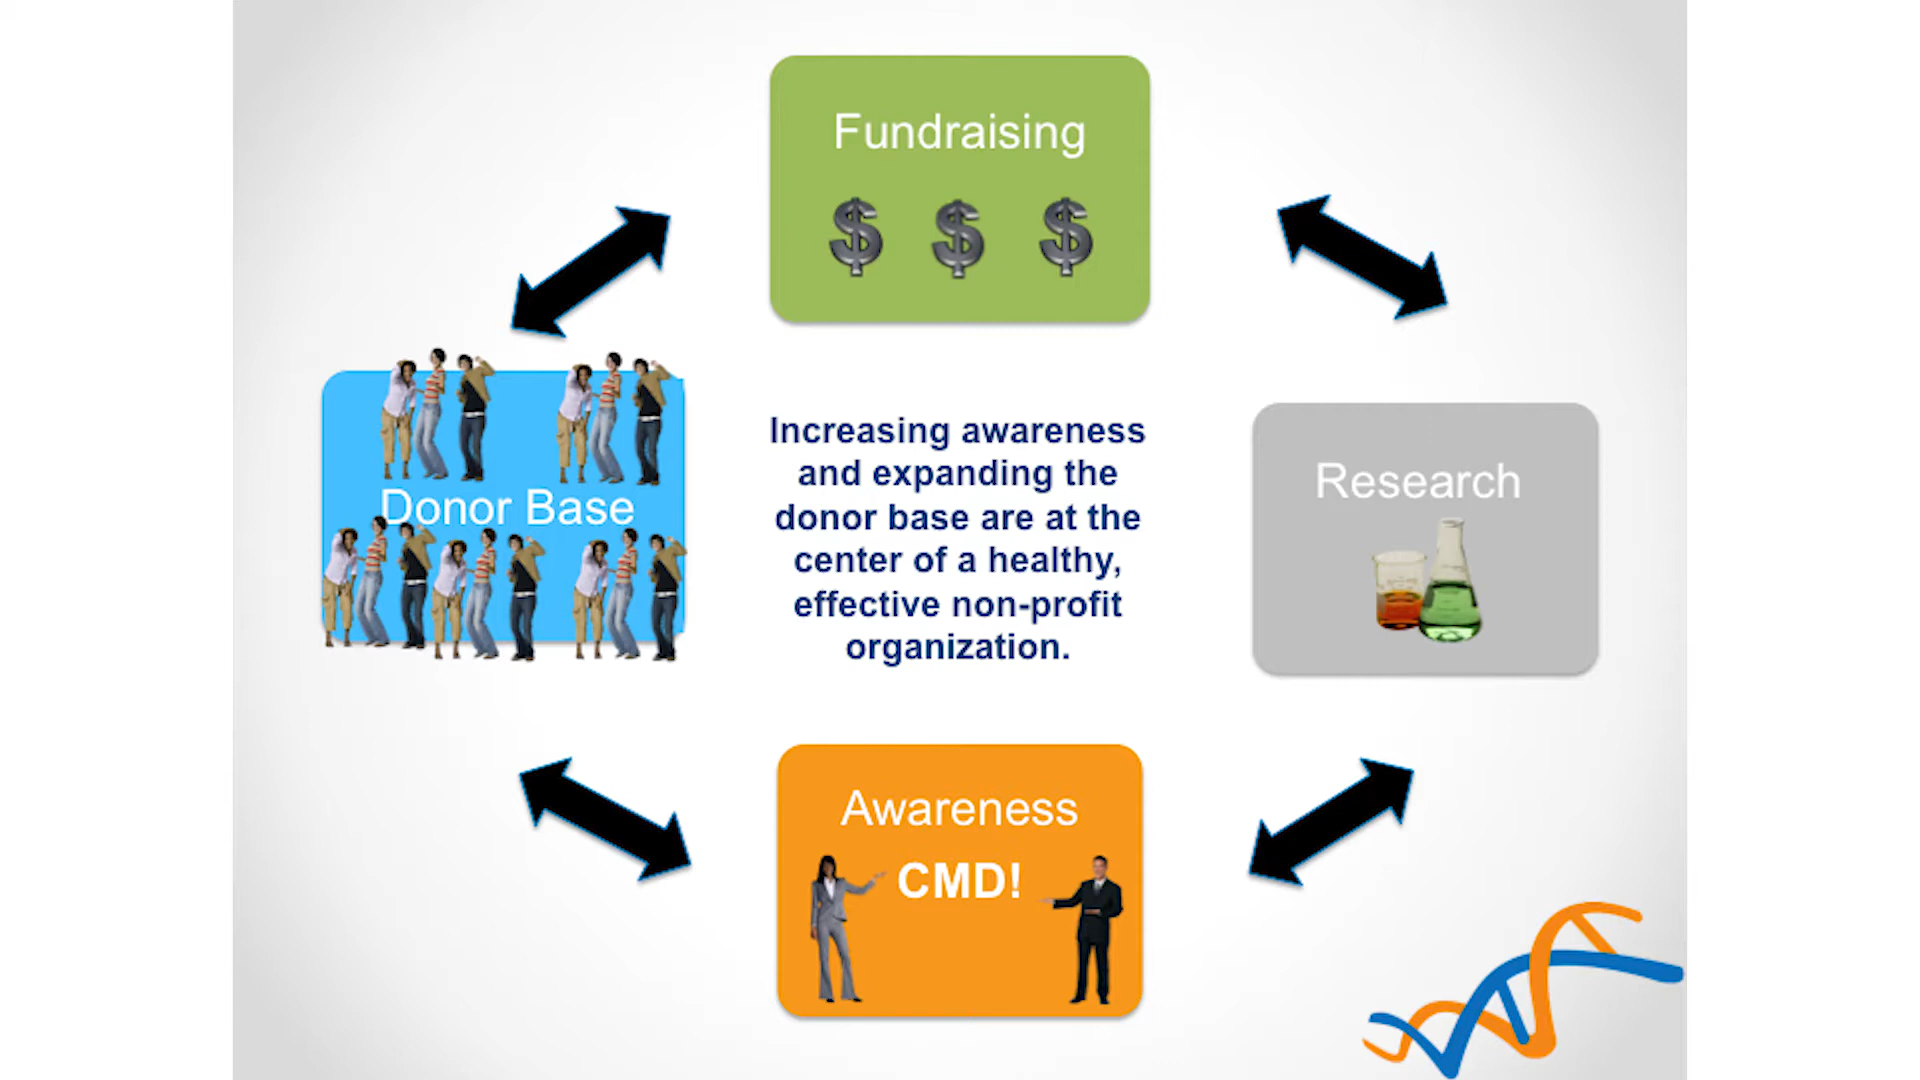 Fundraising
$ $ $
Donor Base
Increasing awareness
and expanding the
donor base are at the
center of a healthy,
effective non-profit
organization.
Research
Awareness
CMD!